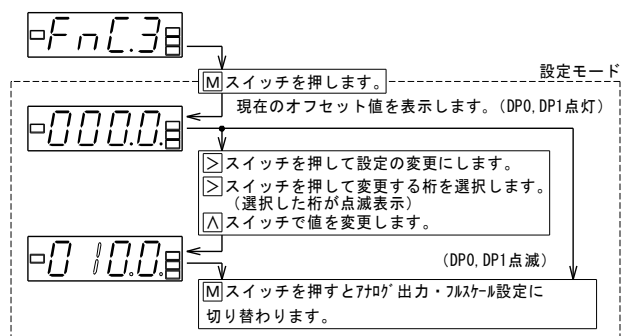 FnC.3
Mスイッチを押します。
設定モード
現在のオフセット値を表示します。(DP0,DP1点灯)
000.0.
>スイッチを押して設定の変更にします。
>スイッチを押して変更する桁を選択します。
(選択した桁が点滅表示)
∧スイッチで値を変更します。
010.0.
(DP0,DP1点滅)
Mスイッチを押すとアナログ出力・フルスケール設定に
切り替わります。